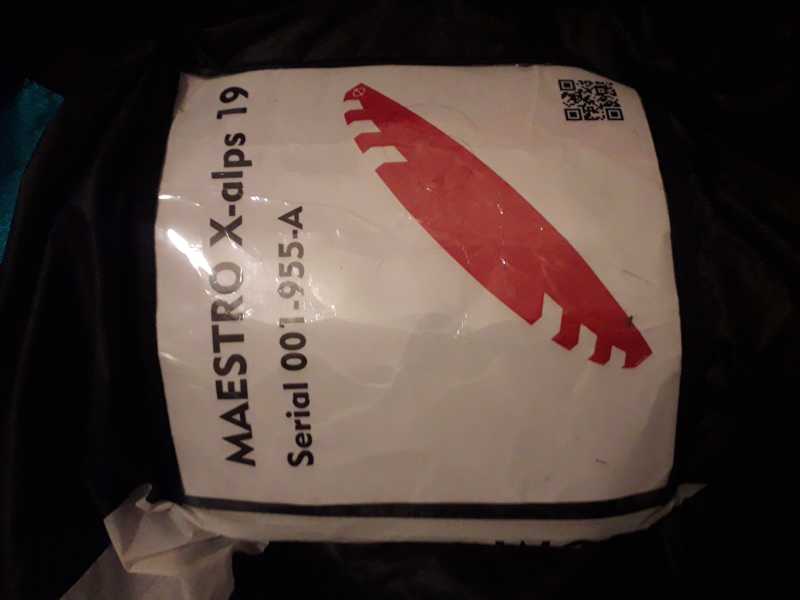 MAESTRO X-alps 19
Serial 001-955-A